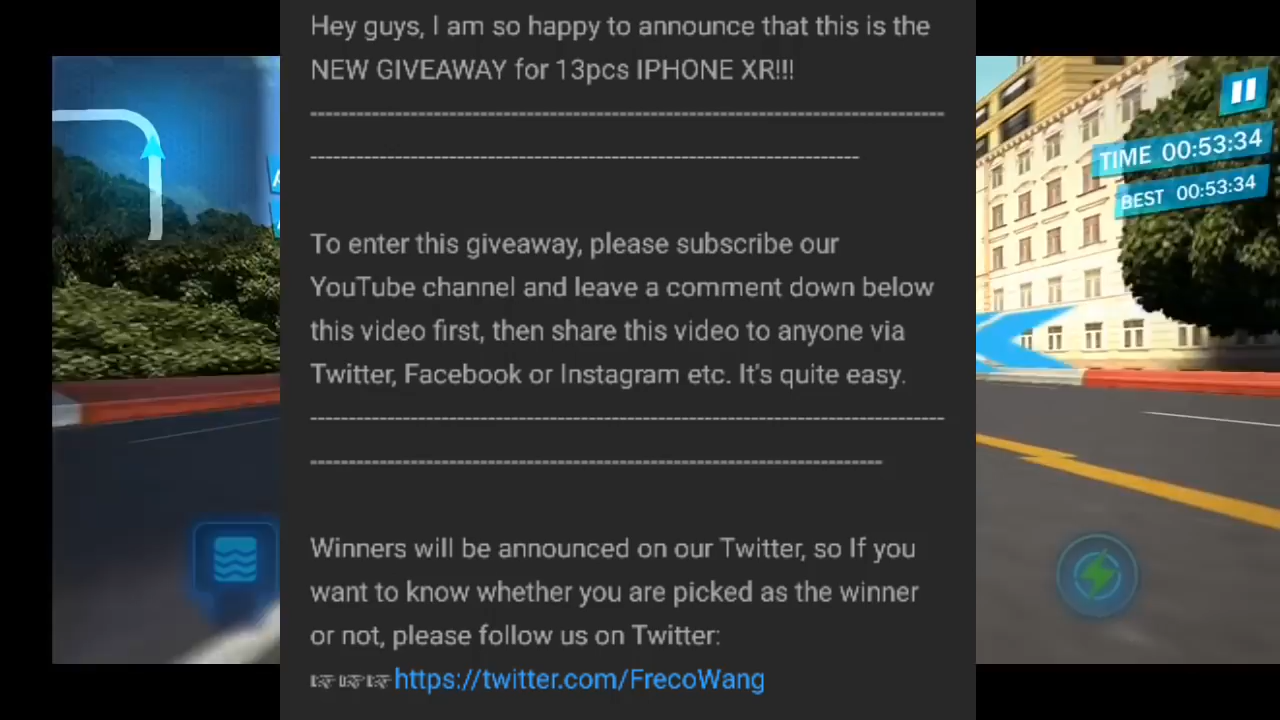 Hey guys, I am so happy to announce that this is the
NEW GIVEAWAY for 13pcs IPHONE XR!!!
--------------------------------------------------------------------------------------
--------------------------------------------------------------------------
To enter this giveaway, please subscribe our
YouTube channel and leave a comment down below
this video first, then share this video to anyone via
Twitter, Facebook or Instagram etc. It's quite easy.
--------------------------------------------------------------------------------------
-----------------------------------------------------------------------------
Winners will be announced on our Twitter, so If you
want to know whether you are picked as the winner
or not, please follow us on Twitter:
☞☞☞https://twitter.com/FrecoWang
TIME 00:53:34
BEST 00:53:34